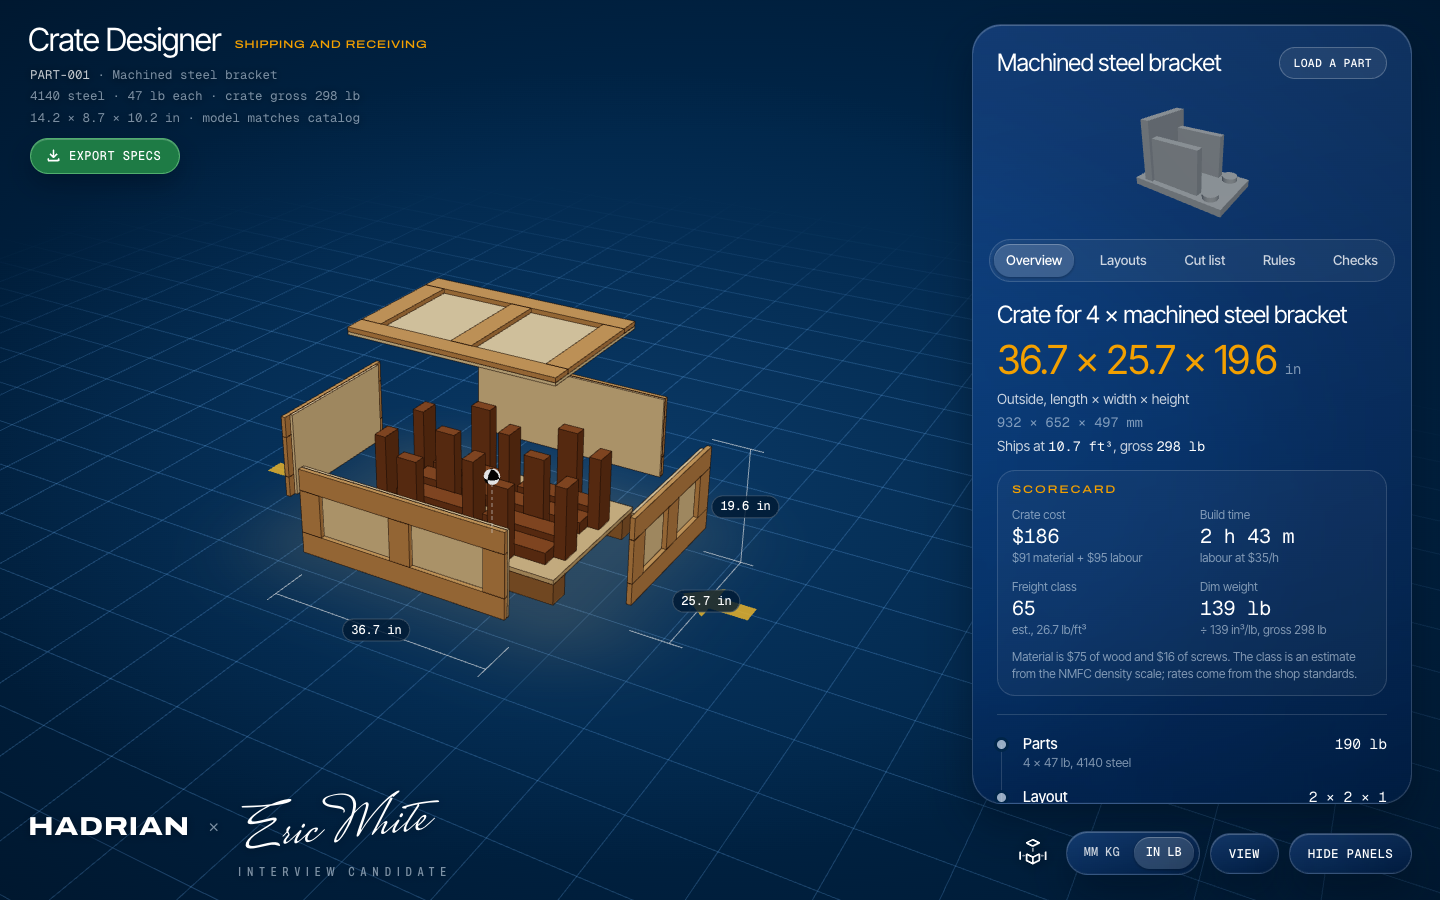 Crate Designer SHIPPING AND RECEIVING
PART-001 · Machined steel bracket
4140 steel · 47 lb each · crate gross 298 lb
14.2 × 8.7 × 10.2 in · model matches catalog
EXPORT SPECS
19.6 in
25.7 in
36.7 in
HADRIAN × Eric White
INTERVIEW CANDIDATE
Machined steel bracket LOAD A PART
Overview Layouts Cut list Rules Checks
Crate for 4 × machined steel bracket
36.7 × 25.7 × 19.6 in
Outside, length × width × height
932 × 652 × 497 mm
Ships at 10.7 ft³, gross 298 lb
SCORECARD
Crate cost Build time
$186 2 h 43 m
$91 material + $95 labour labour at $35/h
Freight class Dim weight
65 139 lb
est., 26.7 lb/ft³ ÷ 139 in³/lb, gross 298 lb
Material is $75 of wood and $16 of screws. The class is an estimate
from the NMFC density scale; rates come from the shop standards.
Parts 190 lb
4 × 47 lb, 4140 steel
Layout 2 × 2 × 1
MM KG IN LB VIEW HIDE PANELS